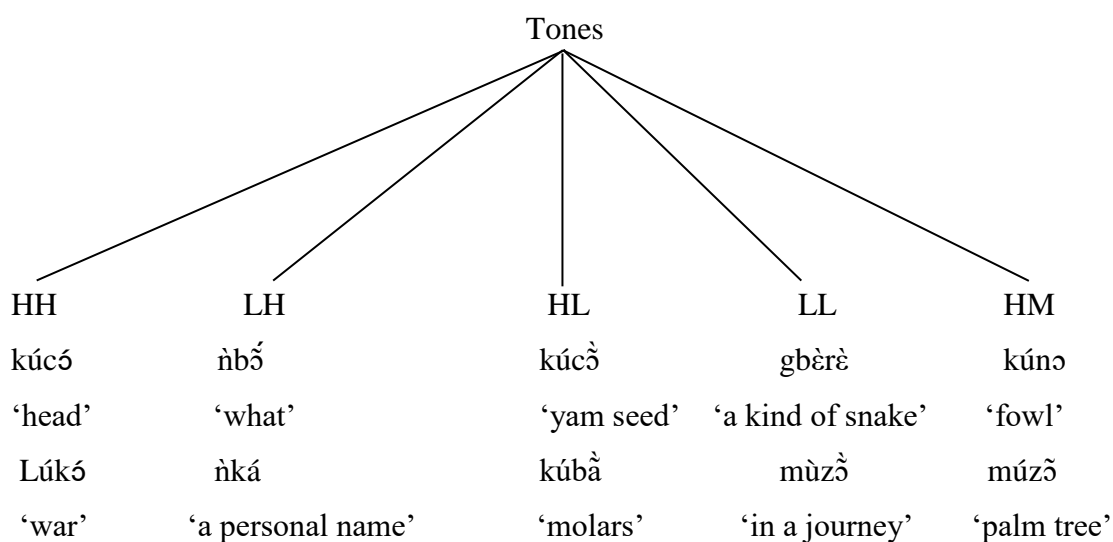 Tones
HH LH HL LL HM
kúcɔ́ ǹbɔ̃́ kúcɔ̃̀ gbɛ̀rɛ̀ kúnɔ
‘head’ ‘what’ ‘yam seed’ ‘a kind of snake’ ‘fowl’
Lúkɔ́ ǹká kúbã̀ mùzɔ̃̀ múzɔ̃
‘war’ ‘a personal name’ ‘molars’ ‘in a journey’ ‘palm tree’